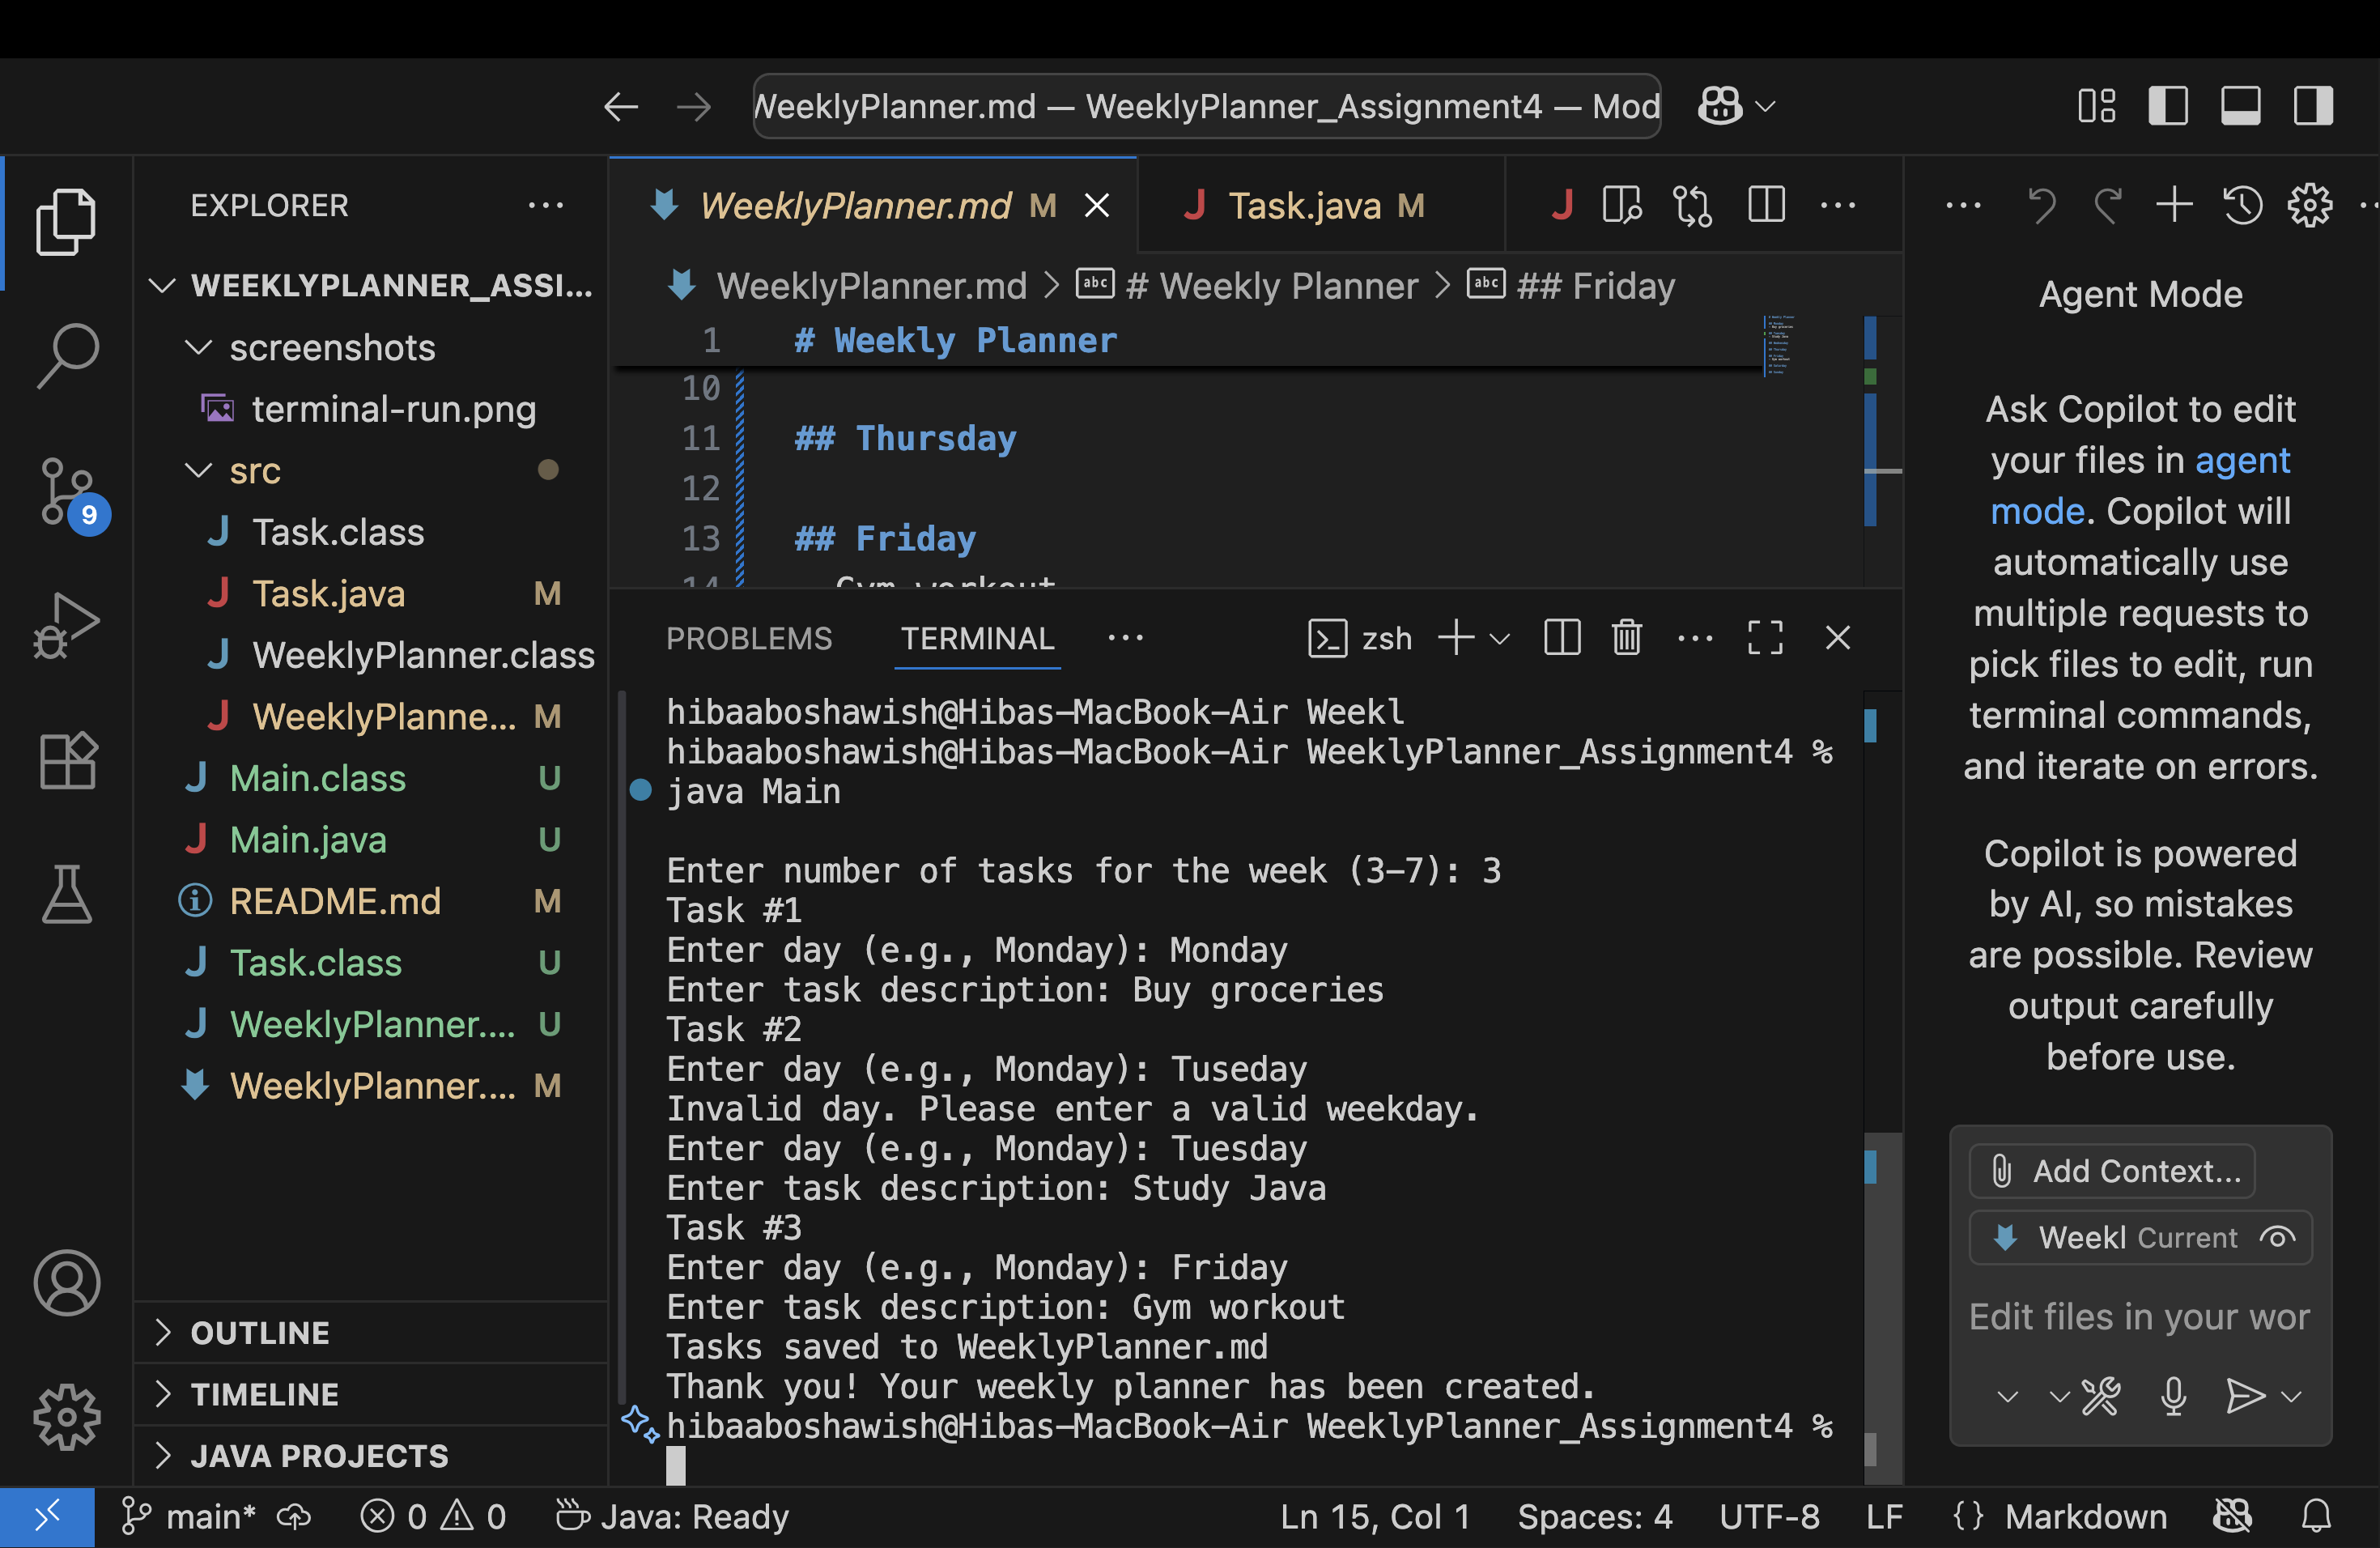 WeeklyPlanner.md — WeeklyPlanner_Assignment4 — Mod
EXPLORER
WEEKLYPLANNER_ASSI...
screenshots
terminal-run.png
src
Task.class
Task.java M
WeeklyPlanner.class
WeeklyPlanne... M
Main.class U
Main.java U
README.md M
Task.class U
WeeklyPlanner.... U
WeeklyPlanner.... M
OUTLINE
TIMELINE
JAVA PROJECTS
9
WeeklyPlanner.md M
Task.java M
WeeklyPlanner.md > # Weekly Planner > ## Friday
1 # Weekly Planner
10
11 ## Thursday
12
13 ## Friday
14 Gym workout
PROBLEMS TERMINAL zsh
hibaaboshawish@Hibas-MacBook-Air Weekl
hibaaboshawish@Hibas-MacBook-Air WeeklyPlanner_Assignment4 %
java Main
Enter number of tasks for the week (3-7): 3
Task #1
Enter day (e.g., Monday): Monday
Enter task description: Buy groceries
Task #2
Enter day (e.g., Monday): Tuseday
Invalid day. Please enter a valid weekday.
Enter day (e.g., Monday): Tuesday
Enter task description: Study Java
Task #3
Enter day (e.g., Monday): Friday
Enter task description: Gym workout
Tasks saved to WeeklyPlanner.md
Thank you! Your weekly planner has been created.
hibaaboshawish@Hibas-MacBook-Air WeeklyPlanner_Assignment4 %
Agent Mode
Ask Copilot to edit
your files in agent
mode. Copilot will
automatically use
multiple requests to
pick files to edit, run
terminal commands,
and iterate on errors.
Copilot is powered
by AI, so mistakes
are possible. Review
output carefully
before use.
Add Context...
Weekl Current
Edit files in your wor
main* 0 0 Java: Ready Ln 15, Col 1 Spaces: 4 UTF-8 LF {} Markdown